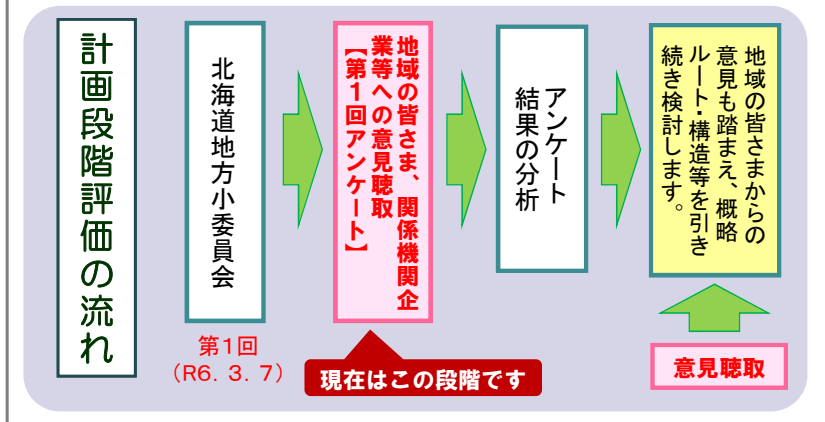 計画段階評価の流れ
北海道地方小委員会
第1回
（R6．3．7）
地域の皆さま、関係機関企
業等への意見聴取
【第1回アンケート】
現在はこの段階です
アンケート
結果の分析
地域の皆さまからの
意見も踏まえ、概略
ルート・構造等を引き
続き検討します。
意見聴取